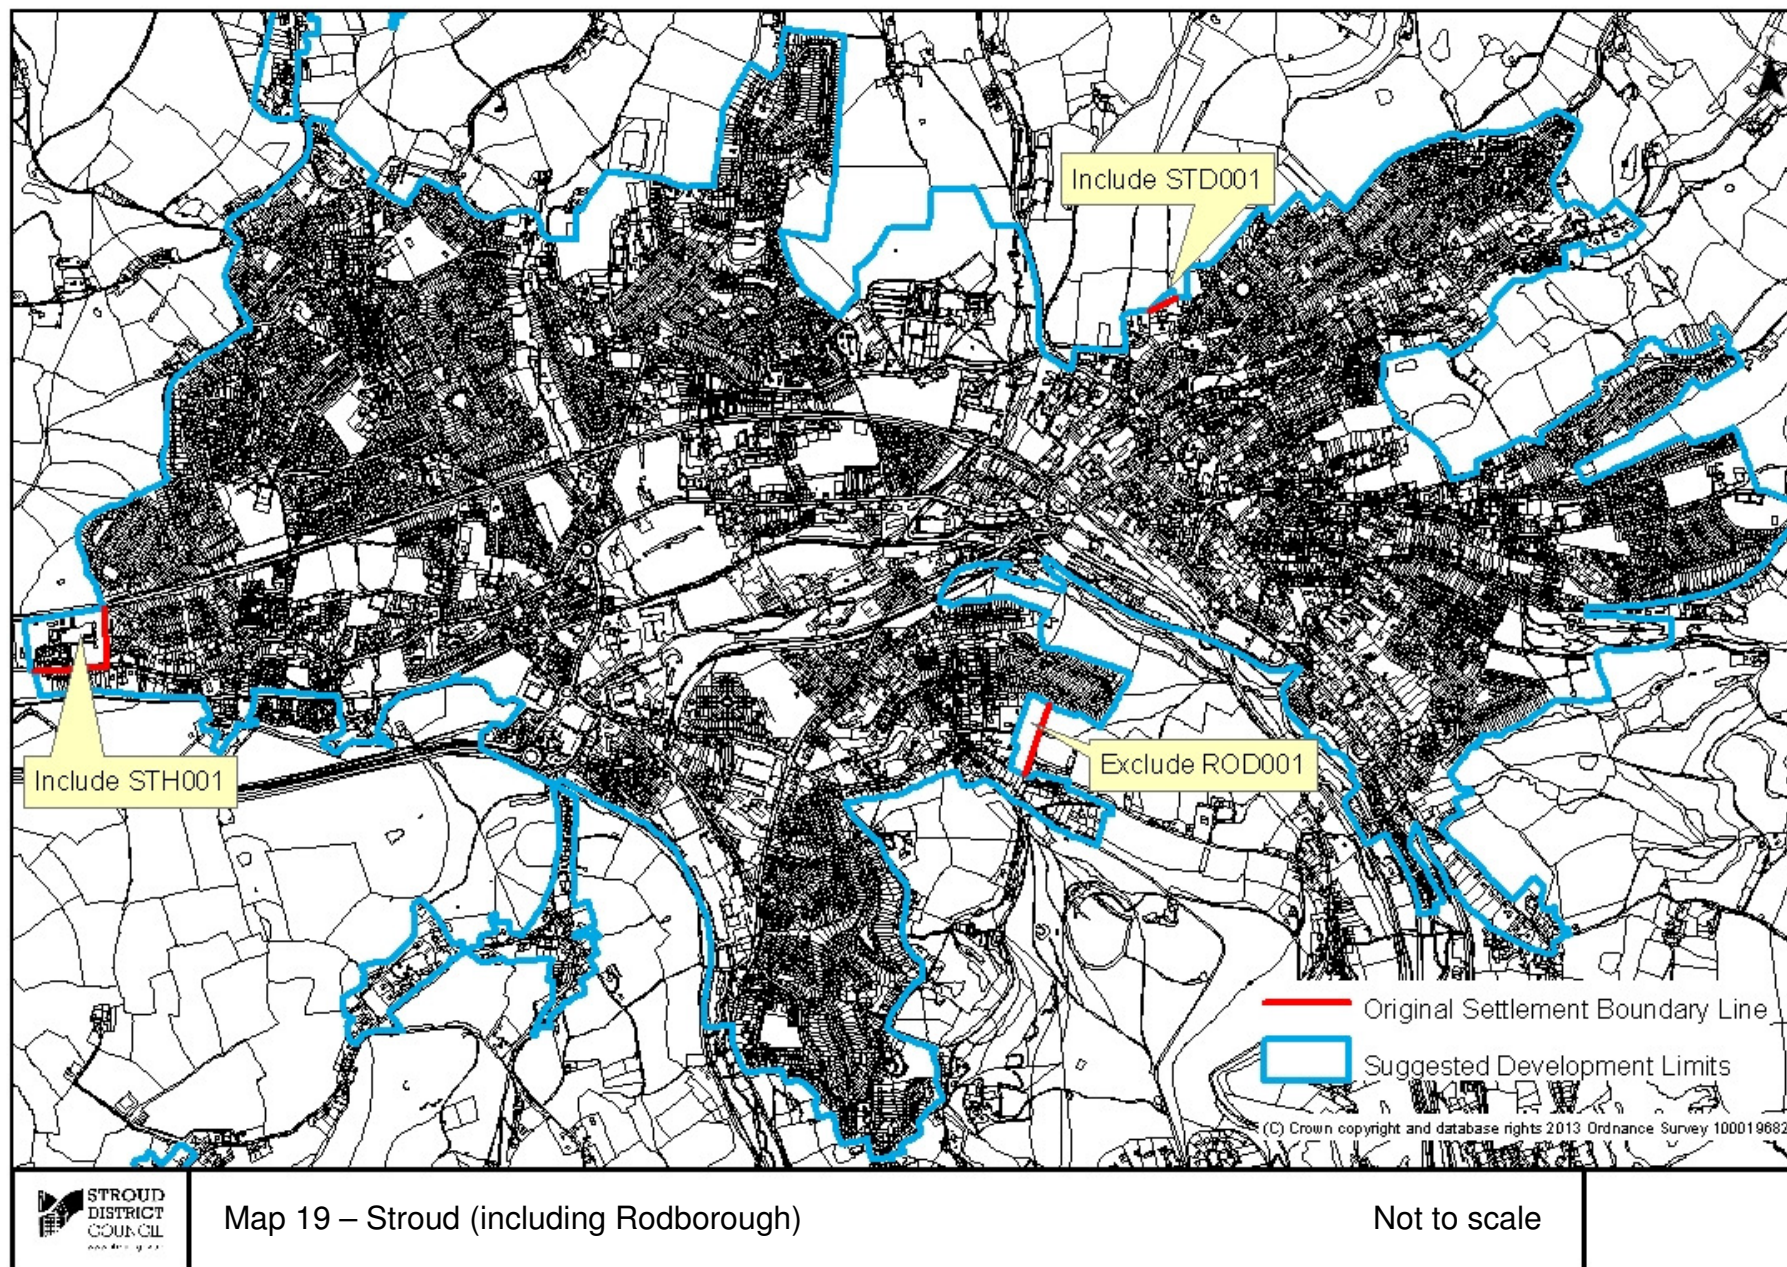 Include STD001
Include STH001
Exclude ROD001
Original Settlement Boundary Line
Suggested Development Limits
(C) Crown copyright and database rights 2013 Ordnance Survey 100019682
STROUD
DISTRICT
COUNCIL
Map 19 – Stroud (including Rodborough)
Not to scale